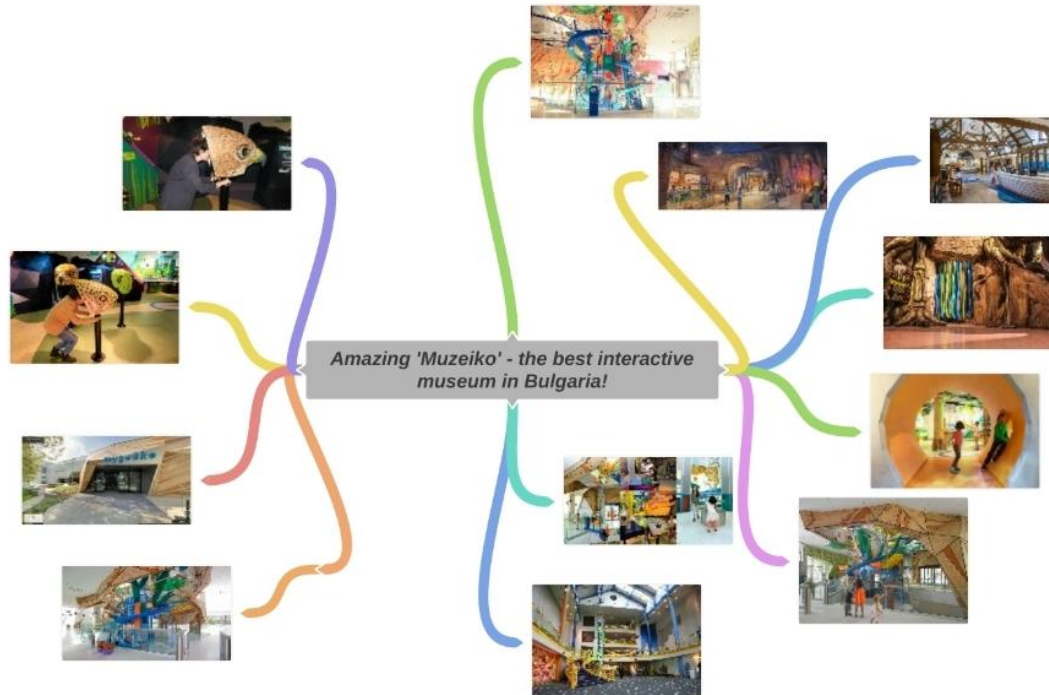 Amazing 'Muzeiko' - the best interactive
museum in Bulgaria!